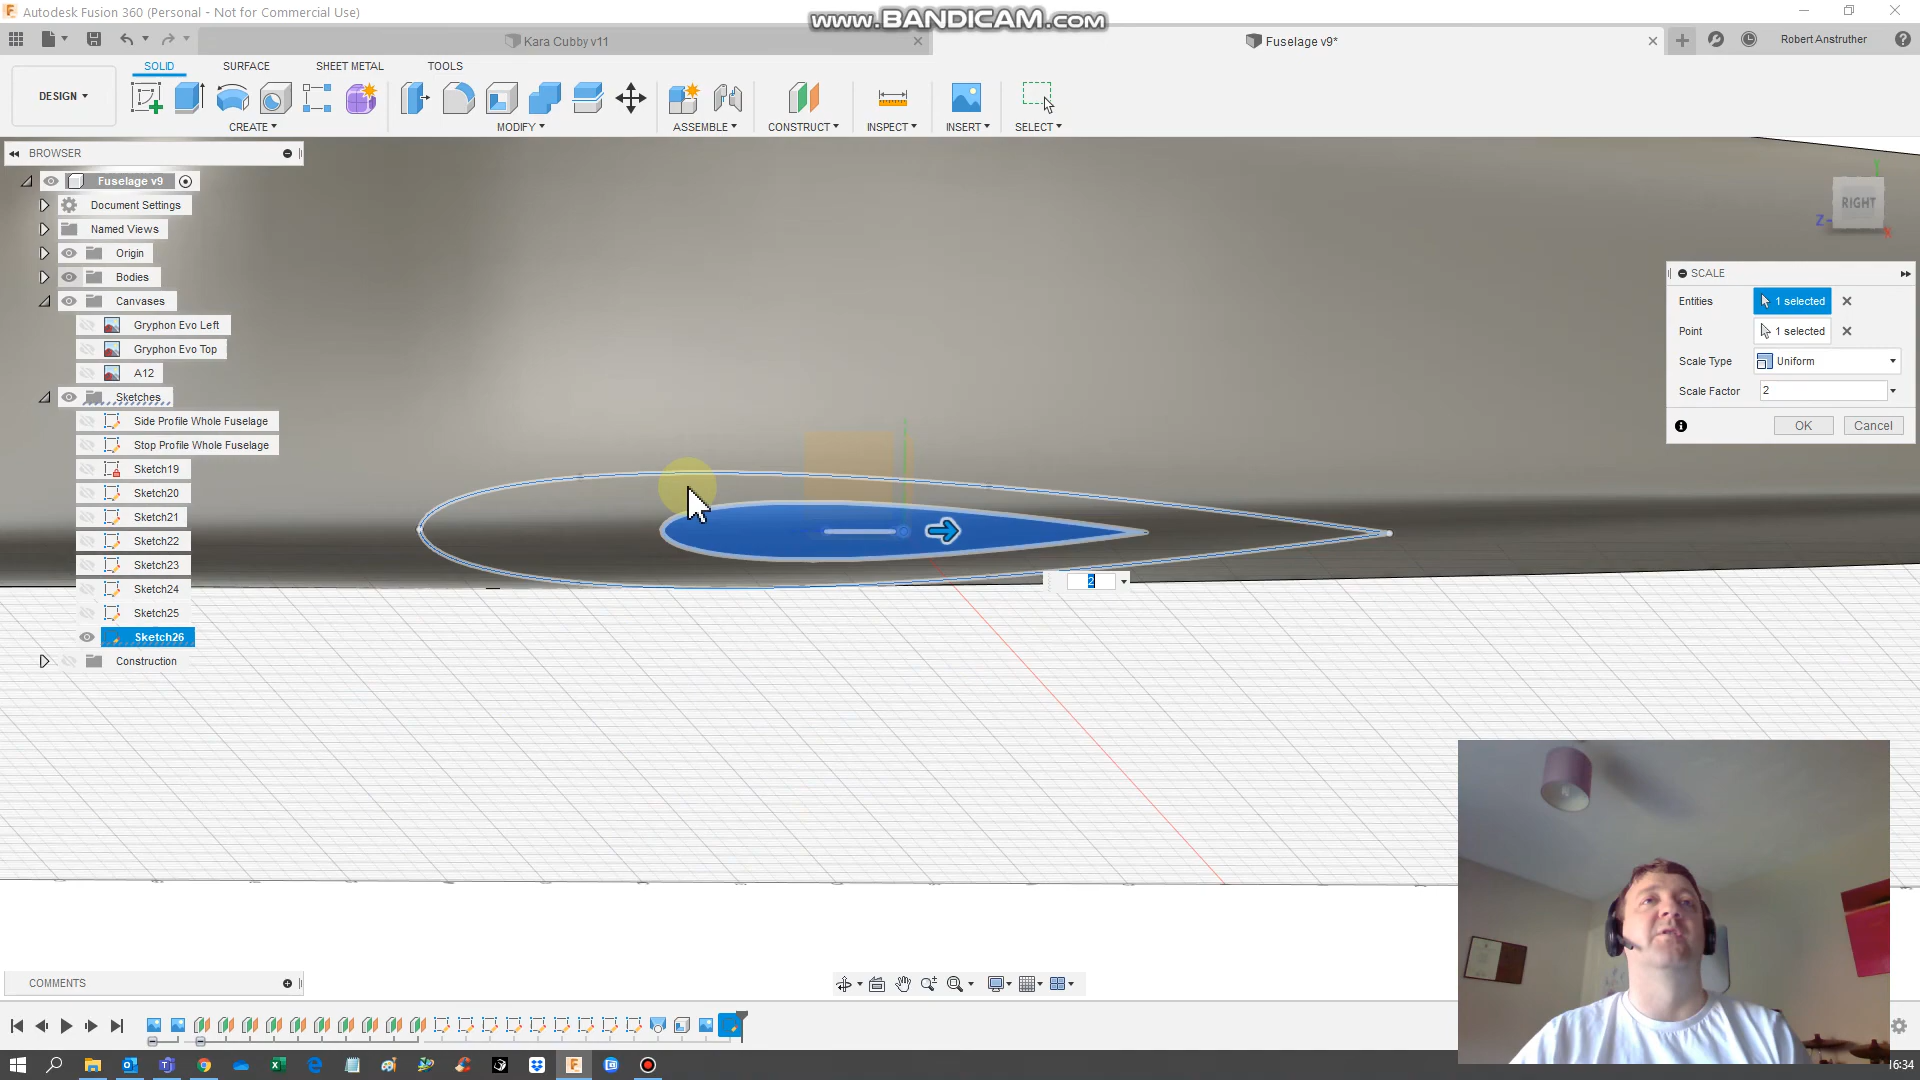 Autodesk Fusion 360 (Personal - Not for Commercial Use)
www.BANDICAM.com
Kara Cubby v11
Fuselage v9*
Robert Anstruther
DESIGN
SOLID
SURFACE
SHEET METAL
TOOLS
CREATE
MODIFY
ASSEMBLE
CONSTRUCT
INSPECT
INSERT
SELECT
BROWSER
Fuselage v9
Document Settings
Named Views
Origin
Bodies
Canvases
Gryphon Evo Left
Gryphon Evo Top
A12
Sketches
Side Profile Whole Fuselage
Stop Profile Whole Fuselage
Sketch19
Sketch20
Sketch21
Sketch22
Sketch23
Sketch24
Sketch25
Sketch26
Construction
RIGHT
Z
X
SCALE
Entities
1 selected
Point
1 selected
Scale Type
Uniform
Scale Factor
2
OK
Cancel
2
COMMENTS
16:34